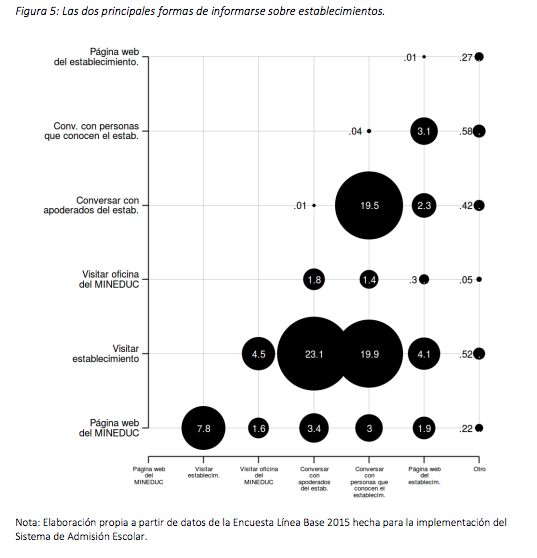 Figura 5: Las dos principales formas de informarse sobre establecimientos.
Página web
del establecimiento.
.01
.27
Conv. con personas
que conocen el estab.
.04
3.1
.58
Conversar con
apoderados del estab.
.01
19.5
2.3
.42
Visitar oficina
del MINEDUC
1.8
1.4
.3
.05
Visitar
establecimiento
4.5
23.1
19.9
4.1
.52
Página web
del MINEDUC
7.8
1.6
3.4
3
1.9
.22
Página web
del
MINEDUC
Visitar
establecim.
Visitar oficina
del
MINEDUC
Conversar
con
apoderados
del estab.
Conversar
con
personas que
conocen el
establecim.
Página web
del
establecim.
Otro
Nota: Elaboración propia a partir de datos de la Encuesta Línea Base 2015 hecha para la implementación del
Sistema de Admisión Escolar.